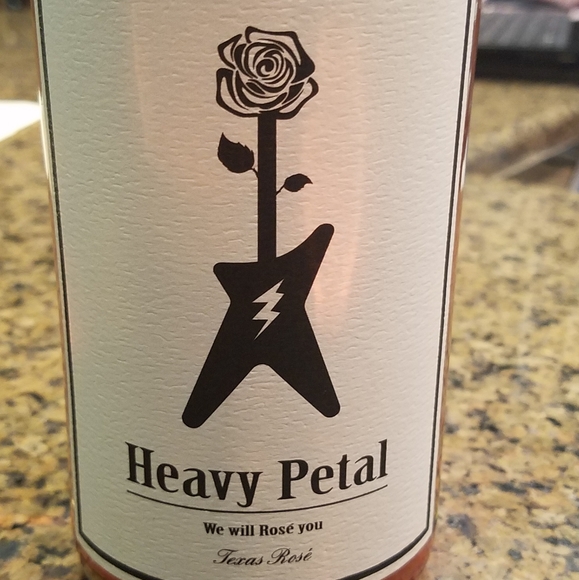 Heavy Petal
We will Rosé you
Texas Rosé